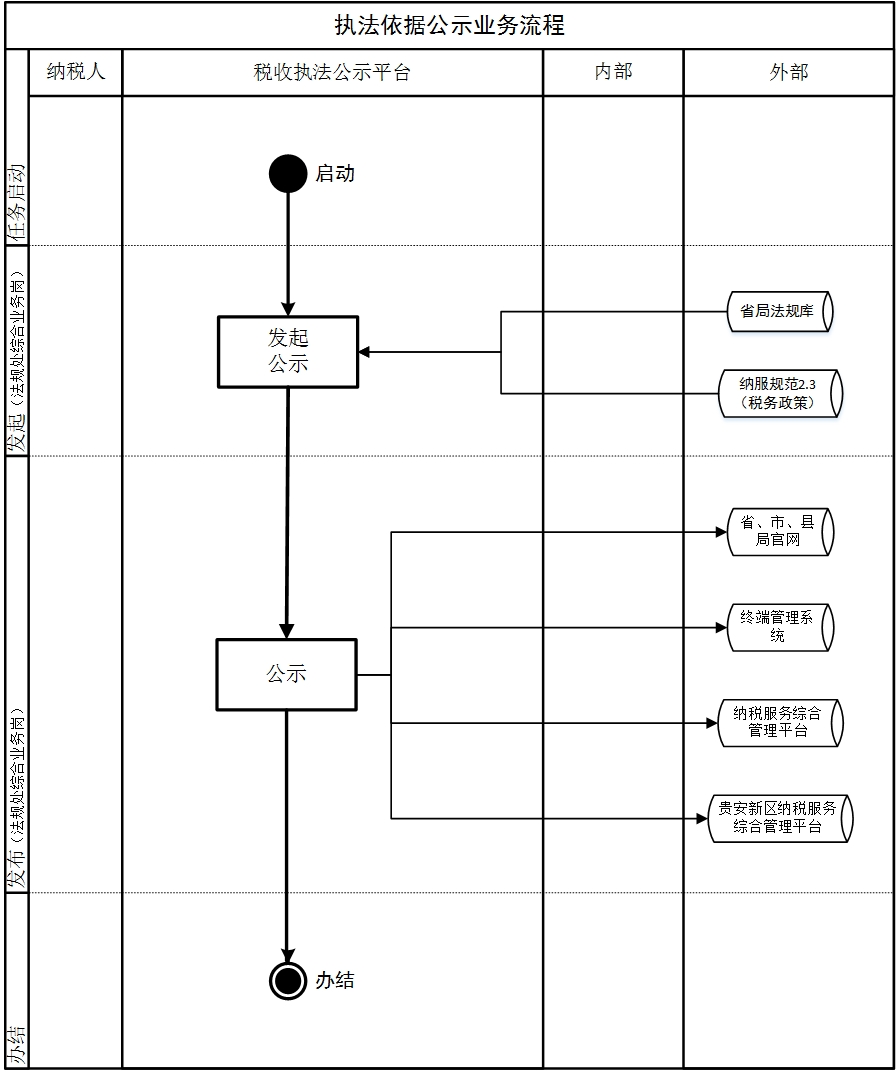 执法依据公示业务流程
纳税人
税收执法公示平台
内部
外部
任务启动
启动
发起（法规处综合业务岗）
发起
公示
省局法规库
纳服规范2.3
（税务政策）
发布（法规处综合业务岗）
省、市、县
局官网
终端管理系
统
公示
纳税服务综合
管理平台
贵安新区纳税服务
综合管理平台
办结
办结